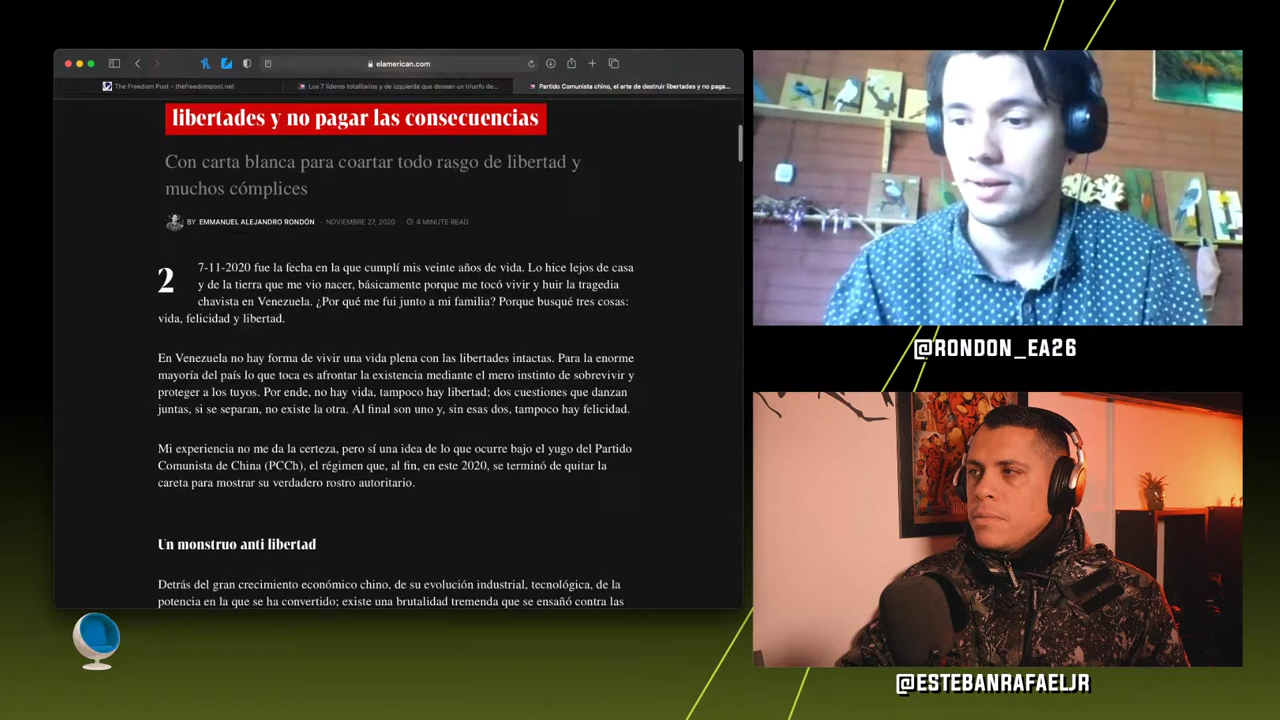 elamerican.com
The Freedom Post - thefreedompost.net
Los 7 líderes totalitarios y de izquierda que desean un triunfo de...
Partido Comunista chino, el arte de destruir libertades y no paga...
libertades y no pagar las consecuencias
Con carta blanca para coartar todo rasgo de libertad y
muchos cómplices
BY EMMANUEL ALEJANDRO RONDÓN · NOVIEMBRE 27, 2020 · 4 MINUTE READ
2
7-11-2020 fue la fecha en la que cumplí mis veinte años de vida. Lo hice lejos de casa
y de la tierra que me vio nacer, básicamente porque me tocó vivir y huir la tragedia
chavista en Venezuela. ¿Por qué me fui junto a mi familia? Porque busqué tres cosas:
vida, felicidad y libertad.
En Venezuela no hay forma de vivir una vida plena con las libertades intactas. Para la enorme
mayoría del país lo que toca es afrontar la existencia mediante el mero instinto de sobrevivir y
proteger a los tuyos. Por ende, no hay vida, tampoco hay libertad; dos cuestiones que danzan
juntas, si se separan, no existe la otra. Al final son uno y, sin esas dos, tampoco hay felicidad.
Mi experiencia no me da la certeza, pero sí una idea de lo que ocurre bajo el yugo del Partido
Comunista de China (PCCh), el régimen que, al fin, en este 2020, se terminó de quitar la
careta para mostrar su verdadero rostro autoritario.
Un monstruo anti libertad
Detrás del gran crecimiento económico chino, de su evolución industrial, tecnológica, de la
potencia en la que se ha convertido; existe una brutalidad tremenda que se ensañó contra las
@RONDON_EA26
@ESTEBANRAFAELJR